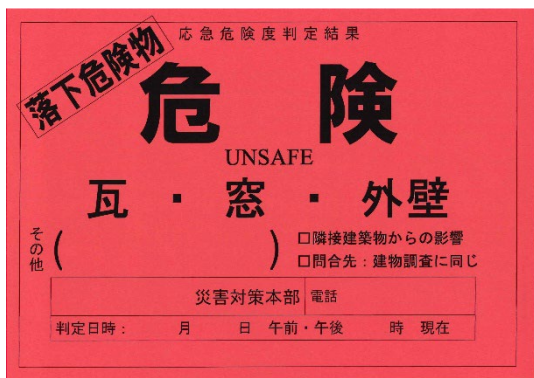 応急危険度判定結果
落下危険物
危険
UNSAFE
瓦・窓・外壁
その他( )
□隣接建築物からの影響
□問合先：建物調査に同じ
災害対策本部 電話
判定日時： 月 日 午前・午後 時 現在